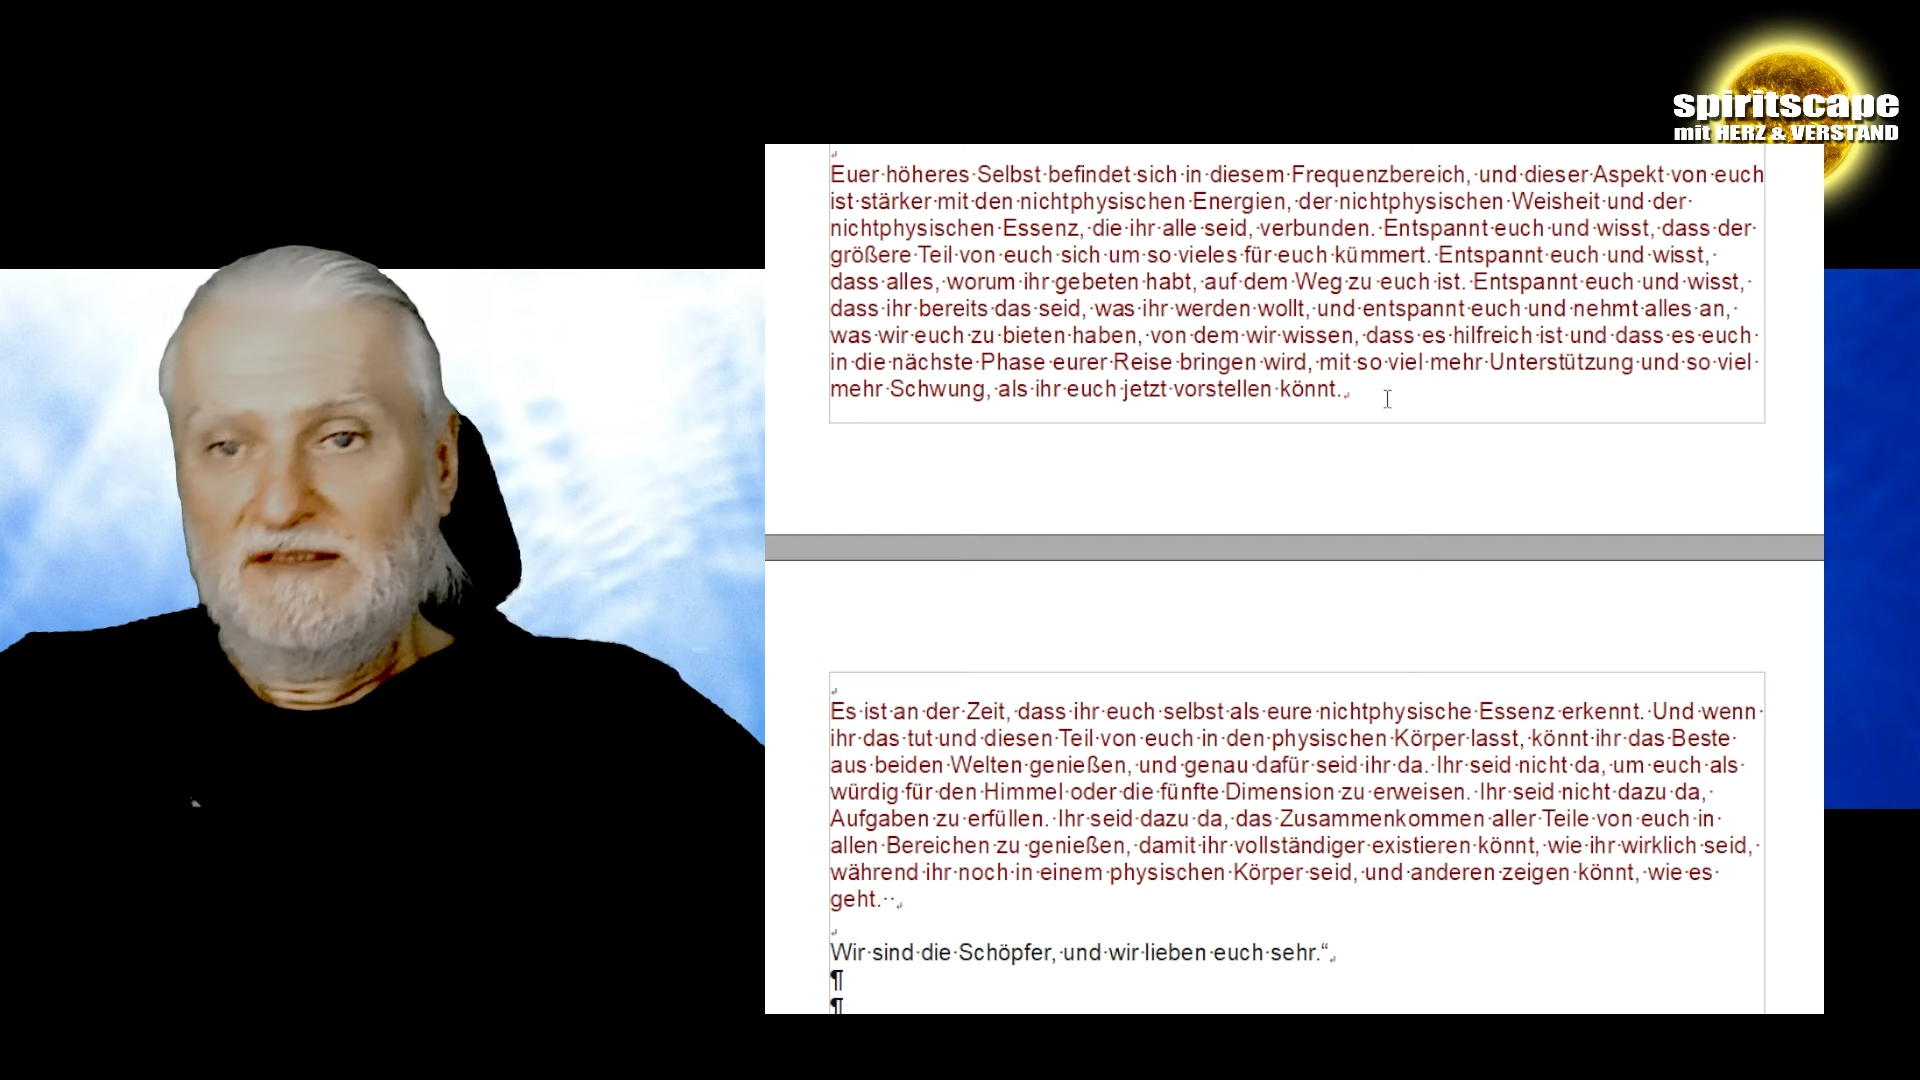 spiritscape
mit HERZ & VERSTAND
Euer höheres Selbst befindet sich in diesem Frequenzbereich, und dieser Aspekt von euch
ist stärker mit den nichtphysischen Energien, der nichtphysischen Weisheit und der
nichtphysischen Essenz, die ihr alle seid, verbunden. Entspannt euch und wisst, dass der
größere Teil von euch sich um so vieles für euch kümmert. Entspannt euch und wisst,
dass alles, worum ihr gebeten habt, auf dem Weg zu euch ist. Entspannt euch und wisst,
dass ihr bereits das seid, was ihr werden wollt, und entspannt euch und nehmt alles an,
was wir euch zu bieten haben, von dem wir wissen, dass es hilfreich ist und dass es euch
in die nächste Phase eurer Reise bringen wird, mit so viel mehr Unterstützung und so viel
mehr Schwung, als ihr euch jetzt vorstellen könnt.
Es ist an der Zeit, dass ihr euch selbst als eure nichtphysische Essenz erkennt. Und wenn
ihr das tut und diesen Teil von euch in den physischen Körper lasst, könnt ihr das Beste
aus beiden Welten genießen, und genau dafür seid ihr da. Ihr seid nicht da, um euch als
würdig für den Himmel oder die fünfte Dimension zu erweisen. Ihr seid nicht dazu da,
Aufgaben zu erfüllen. Ihr seid dazu da, das Zusammenkommen aller Teile von euch in
allen Bereichen zu genießen, damit ihr vollständiger existieren könnt, wie ihr wirklich seid,
während ihr noch in einem physischen Körper seid, und anderen zeigen könnt, wie es
geht.
Wir sind die Schöpfer, und wir lieben euch sehr.“